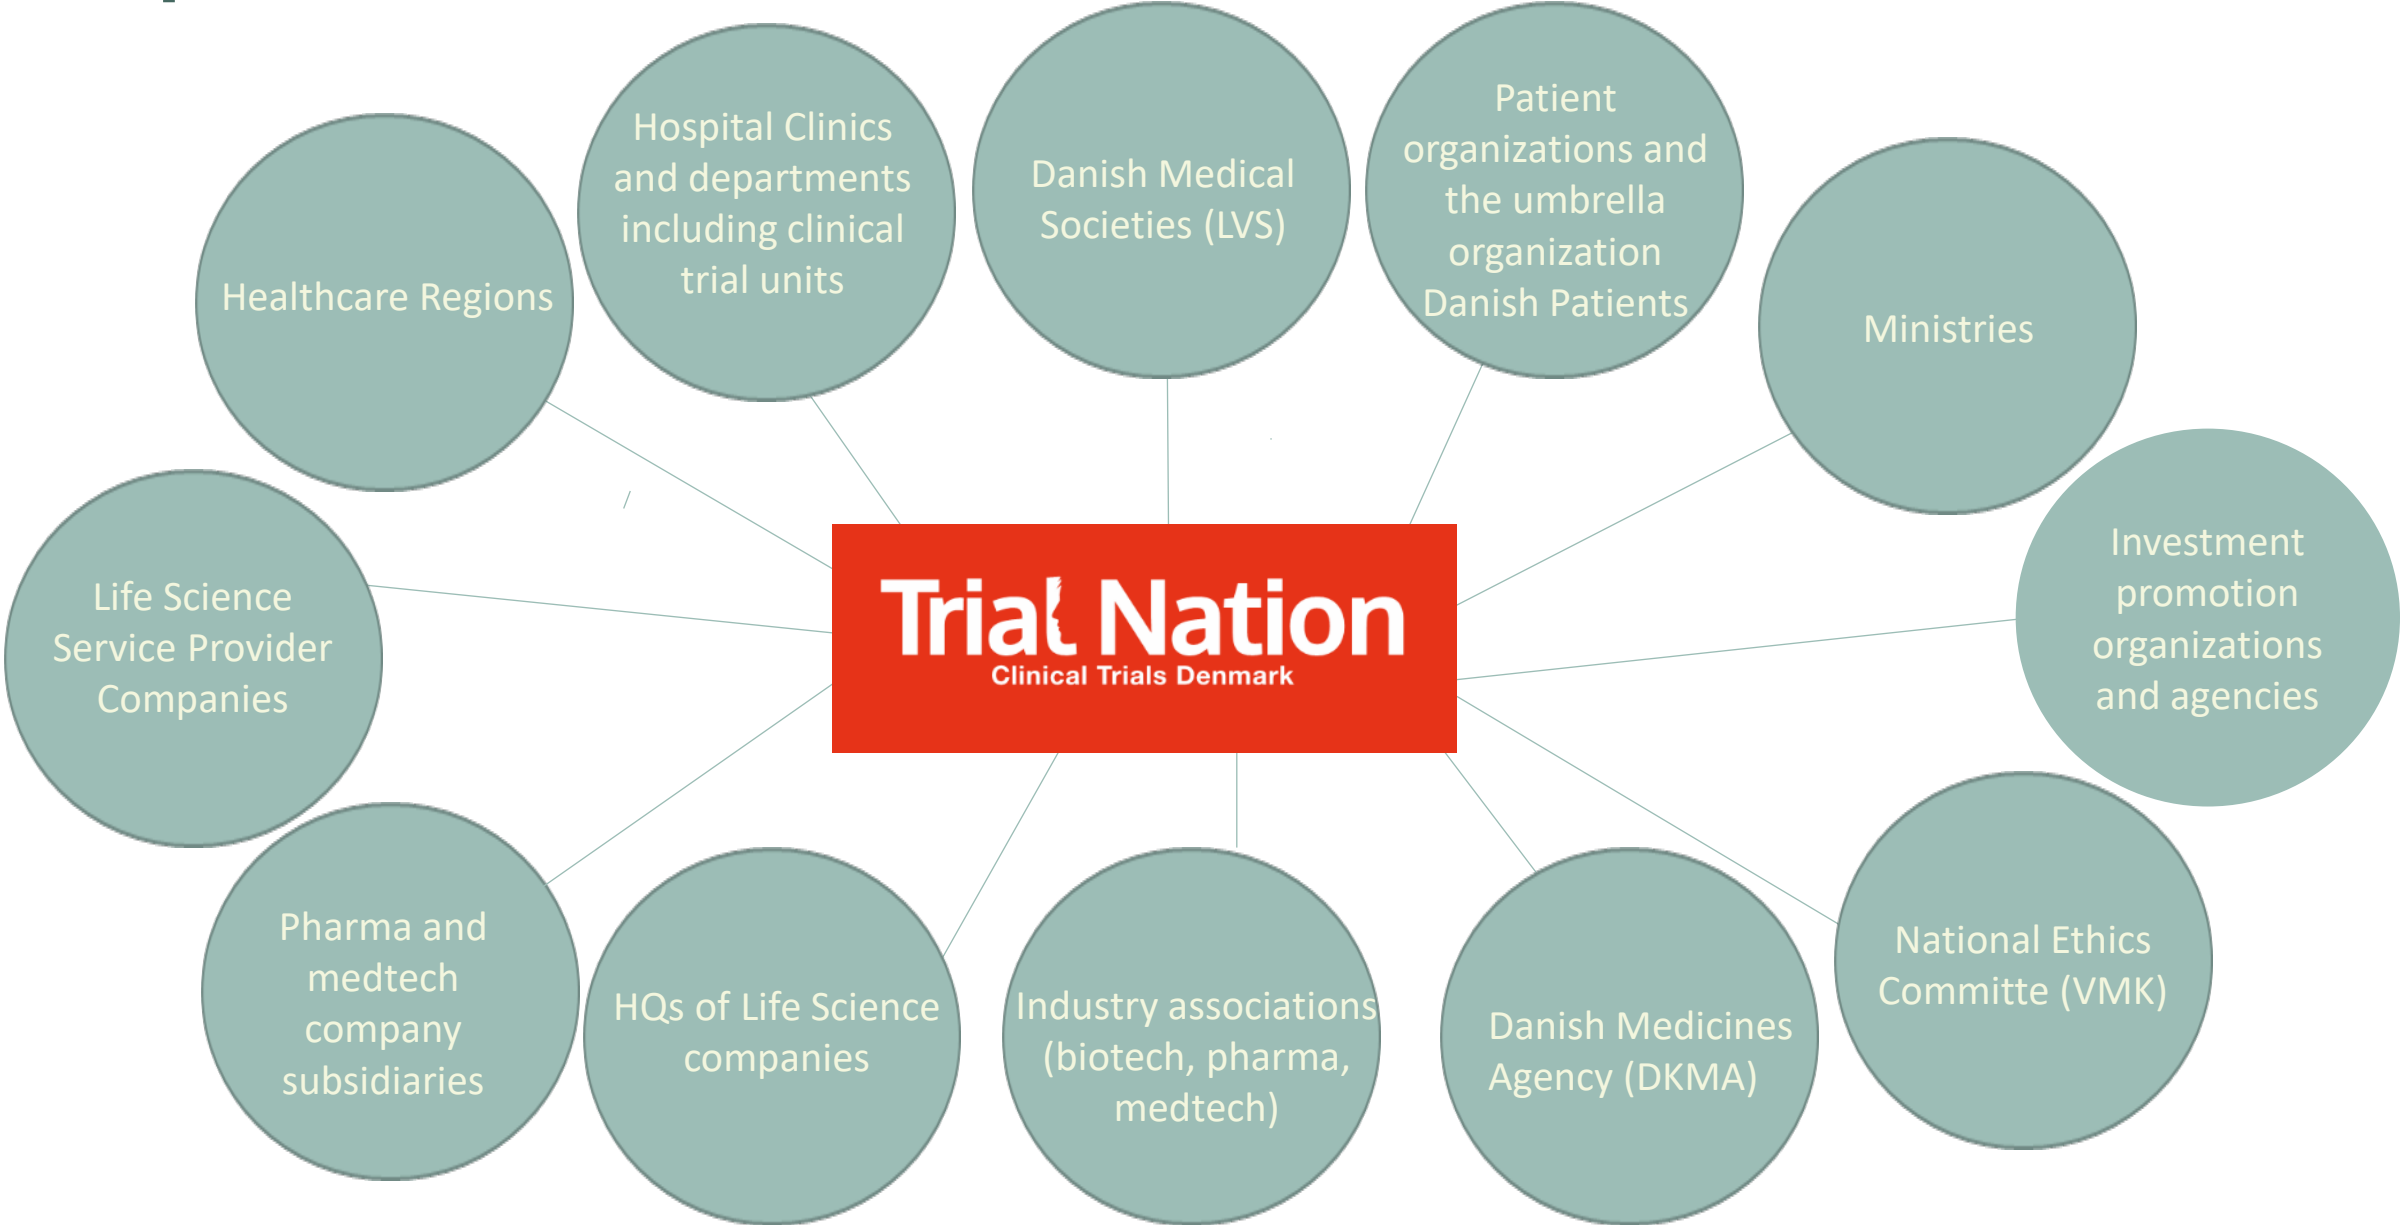 Hospital Clinics
and departments
including clinical
trial units
Danish Medical
Societies (LVS)
Patient
organizations and
the umbrella
organization
Danish Patients
Healthcare Regions
Ministries
Investment
promotion
organizations
and agencies
Life Science
Service Provider
Companies
Trial Nation
Clinical Trials Denmark
Pharma and
medtech
company
subsidiaries
HQs of Life Science
companies
Industry associations
(biotech, pharma,
medtech)
Danish Medicines
Agency (DKMA)
National Ethics
Committe (VMK)